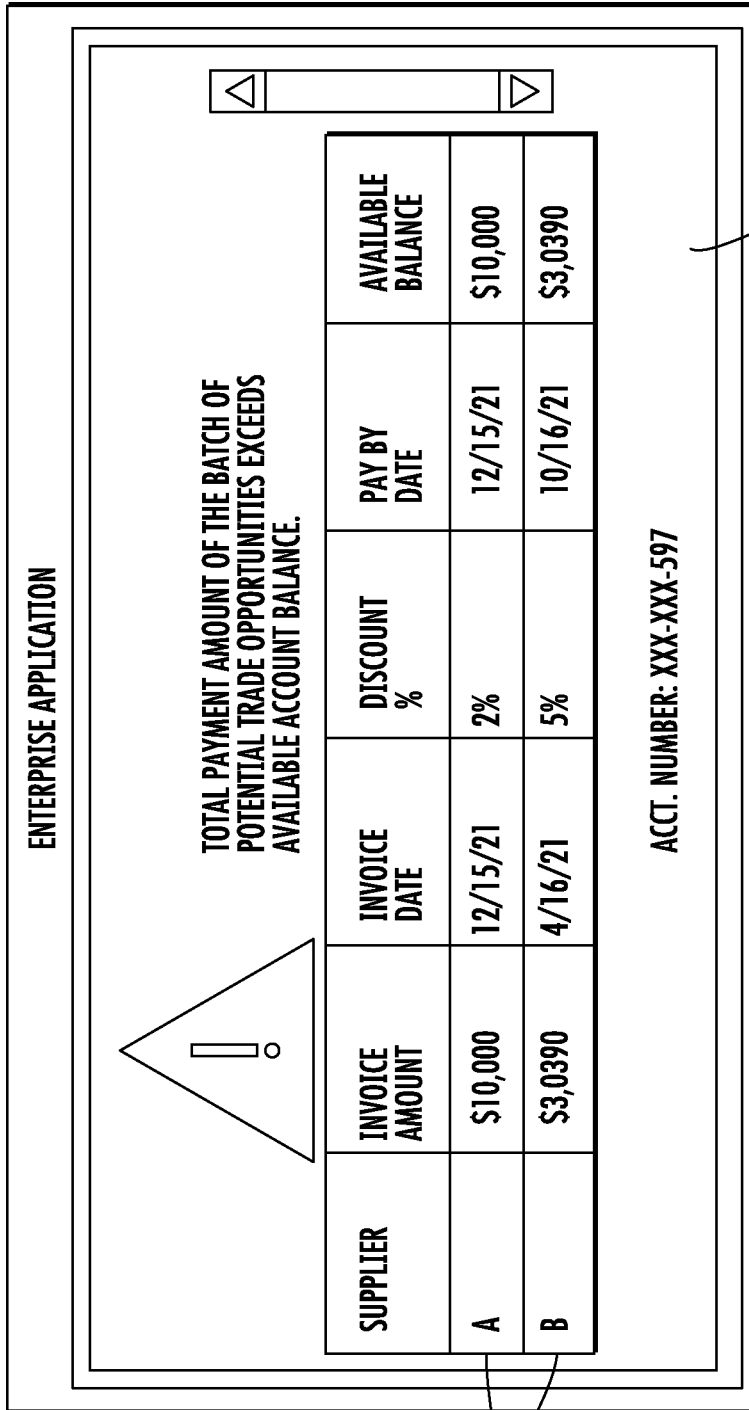 ENTERPRISE APPLICATION
TOTAL PAYMENT AMOUNT OF THE BATCH OF
POTENTIAL TRADE OPPORTUNITIES EXCEEDS
AVAILABLE ACCOUNT BALANCE.
SUPPLIER INVOICE AMOUNT INVOICE DATE DISCOUNT % PAY BY DATE AVAILABLE BALANCE
A $10,000 12/15/21 2% 12/15/21 $10,000
B $3,0390 4/16/21 5% 10/16/21 $3,0390
ACCT. NUMBER: XXX-XXX-597